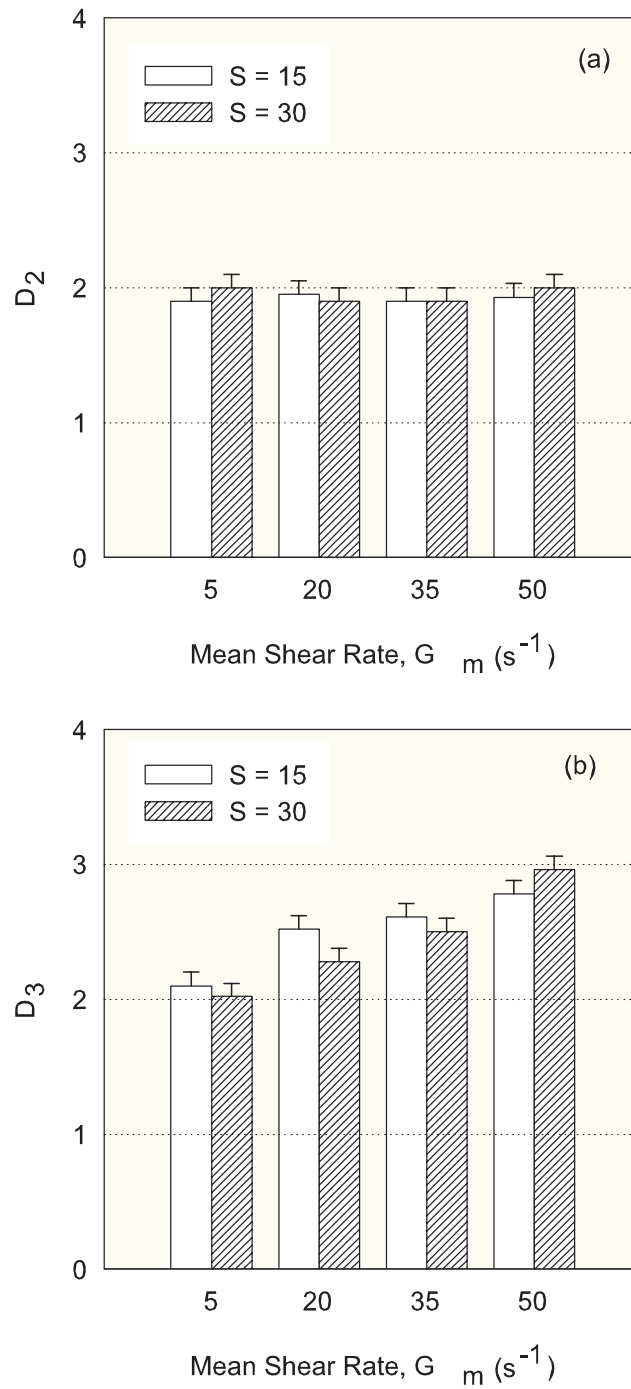 4
(a)
S = 15
S = 30
3
D2
2
1
0
5 20 35 50
Mean Shear Rate, G m (s-1)
4
(b)
S = 15
S = 30
3
D3
2
1
0
5 20 35 50
Mean Shear Rate, G m (s-1)